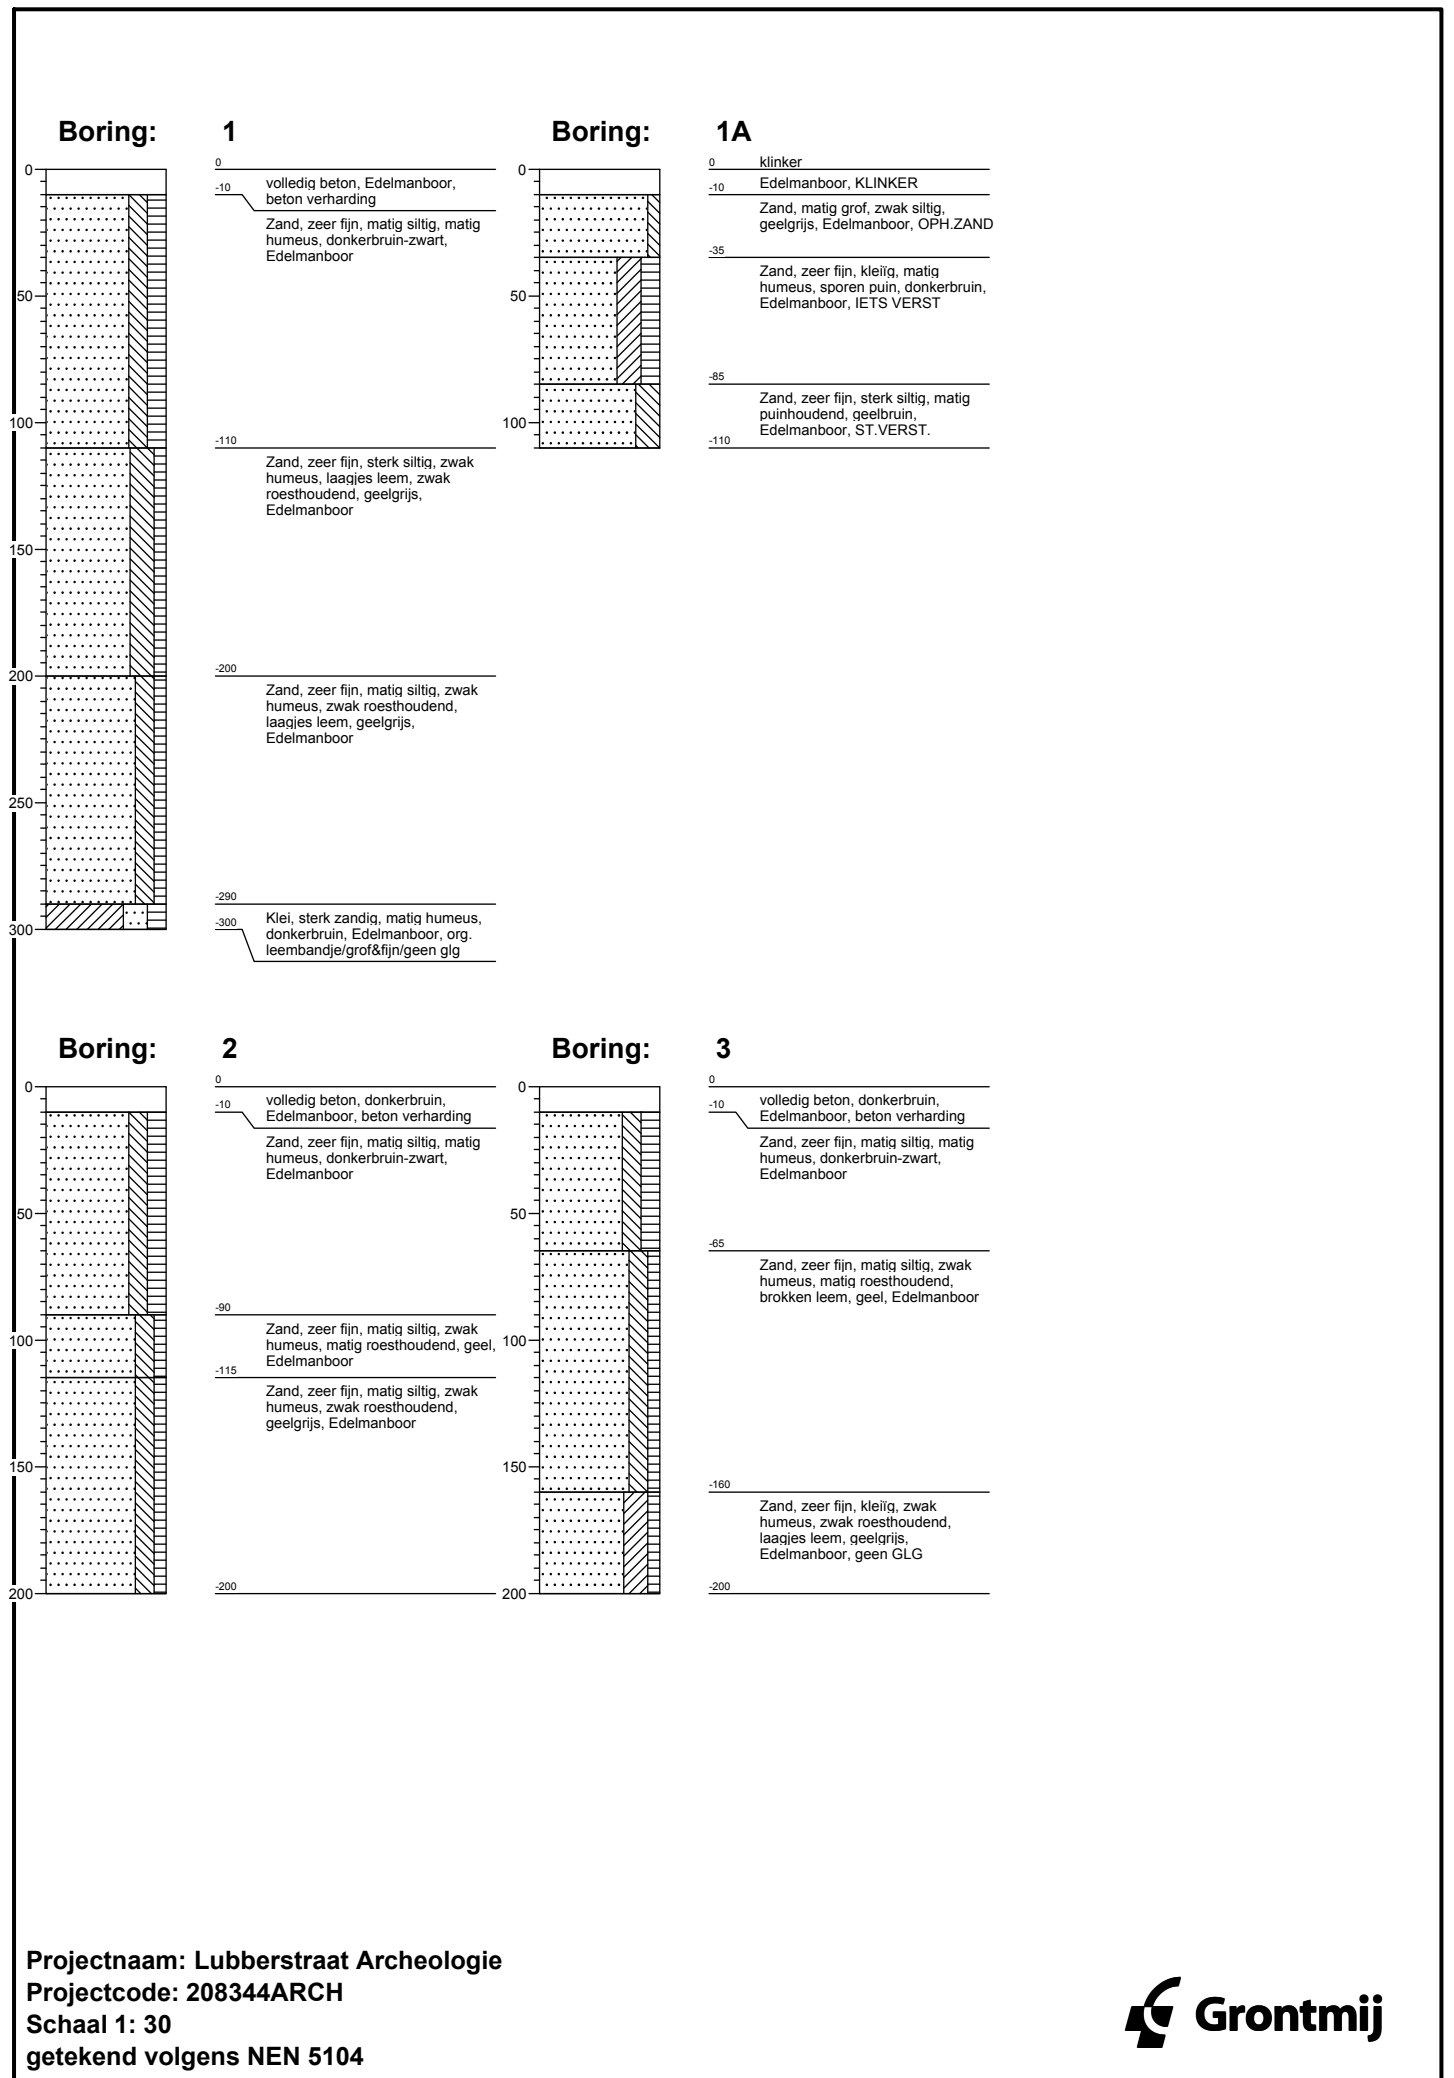 Boring: 1
0
50
100
150
200
250
300
0
volledig beton, Edelmanboor,
beton verharding
-10
Zand, zeer fijn, matig siltig, matig
humeus, donkerbruin-zwart,
Edelmanboor
-110
Zand, zeer fijn, sterk siltig, zwak
humeus, laagjes leem, zwak
roesthoudend, geelgrijs,
Edelmanboor
-200
Zand, zeer fijn, matig siltig, zwak
humeus, zwak roesthoudend,
laagjes leem, geelgrijs,
Edelmanboor
-290
Klei, sterk zandig, matig humeus,
donkerbruin, Edelmanboor, org.
leembandje/grof&fijn/geen glg
-300
Boring: 1A
0
50
100
0 klinker
Edelmanboor, KLINKER
-10
Zand, matig grof, zwak siltig,
geelgrijs, Edelmanboor, OPH.ZAND
-35
Zand, zeer fijn, kleiïg, matig
humeus, sporen puin, donkerbruin,
Edelmanboor, IETS VERST
-85
Zand, zeer fijn, sterk siltig, matig
puinhoudend, geelbruin,
Edelmanboor, ST.VERST.
-110
Boring: 2
0
50
100
150
200
0
volledig beton, donkerbruin,
Edelmanboor, beton verharding
-10
Zand, zeer fijn, matig siltig, matig
humeus, donkerbruin-zwart,
Edelmanboor
-90
Zand, zeer fijn, matig siltig, zwak
humeus, matig roesthoudend, geel,
Edelmanboor
-115
Zand, zeer fijn, matig siltig, zwak
humeus, zwak roesthoudend,
geelgrijs, Edelmanboor
-200
Boring: 3
0
50
100
150
200
0
volledig beton, donkerbruin,
Edelmanboor, beton verharding
-10
Zand, zeer fijn, matig siltig, matig
humeus, donkerbruin-zwart,
Edelmanboor
-65
Zand, zeer fijn, matig siltig, zwak
humeus, matig roesthoudend,
brokken leem, geel, Edelmanboor
-160
Zand, zeer fijn, kleiïg, zwak
humeus, zwak roesthoudend,
laagjes leem, geelgrijs,
Edelmanboor, geen GLG
-200
Projectnaam: Lubberstraat Archeologie
Projectcode: 208344ARCH
Schaal 1: 30
getekend volgens NEN 5104
Grontmij